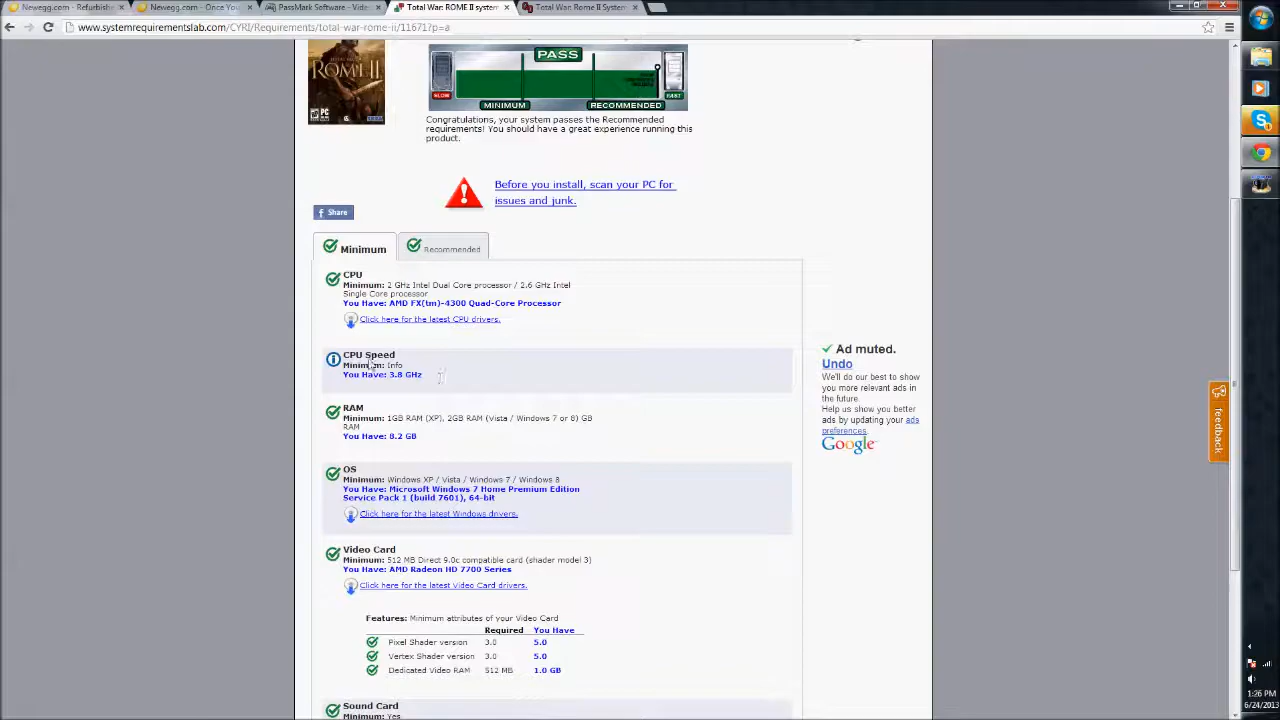 Newegg.com - Refurbishe
Newegg.com - Once Yo
PassMark Software - Vide
Total War: ROME II system
Total War: Rome II System
www.systemrequirementslab.com/CYRI/Requirements/total-war-rome-ii/11671?p=a
ROME II
PC
SEGA
PASS
SLOW
MINIMUM
RECOMMENDED
FAST
Congratulations, your system passes the Recommended
requirements! You should have a great experience running this
product.
Before you install, scan your PC for
issues and junk.
Share
Minimum
Recommended
CPU
Minimum: 2 GHz Intel Dual Core processor / 2.6 GHz Intel
Single Core processor
You Have: AMD FX(tm)-4300 Quad-Core Processor
Click here for the latest CPU drivers.
CPU Speed
Minimum: Info
You Have: 3.8 GHz
RAM
Minimum: 1GB RAM (XP), 2GB RAM (Vista / Windows 7 or 8) GB
RAM
You Have: 8.2 GB
OS
Minimum: Windows XP / Vista / Windows 7 / Windows 8
You Have: Microsoft Windows 7 Home Premium Edition
Service Pack 1 (build 7601), 64-bit
Click here for the latest Windows drivers.
Video Card
Minimum: 512 MB Direct 9.0c compatible card (shader model 3)
You Have: AMD Radeon HD 7700 Series
Click here for the latest Video Card drivers.
Features: Minimum attributes of your Video Card
Required You Have
Pixel Shader version 3.0 5.0
Vertex Shader version 3.0 5.0
Dedicated Video RAM 512 MB 1.0 GB
Sound Card
Minimum: Yes
Ad muted.
Undo
We'll do our best to show
you more relevant ads in
the future.
Help us show you better
ads by updating your ads
preferences.
Google
feedback
1:26 PM
6/24/2013